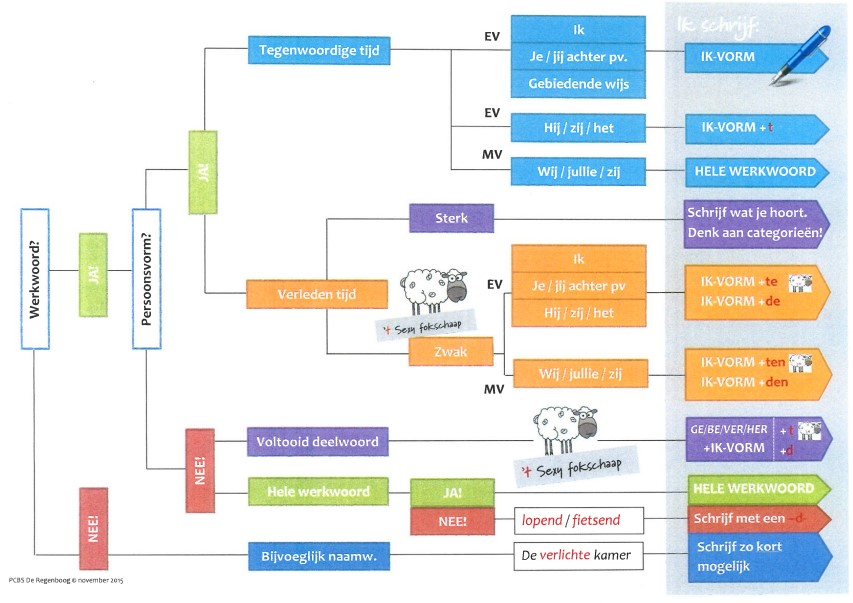 Ik schrijf:
Tegenwoordige tijd
EV
Ik
Je / jij achter pv.
Gebiedende wijs
IK-VORM
EV
Hij / zij / het
IK-VORM + t
MV
Wij / jullie / zij
HELE WERKWOORD
JA!
Werkwoord?
JA!
Persoonsvorm?
Sterk
Schrijf wat je hoort.
Denk aan categorieën!
Verleden tijd
't Sexy fokschaap
Zwak
EV
Ik
Je / jij achter pv
Hij / zij / het
IK-VORM +te
IK-VORM +de
MV
Wij / jullie / zij
IK-VORM +ten
IK-VORM +den
NEE!
Voltooid deelwoord
't Sexy fokschaap
GE/BE/VER/HER + t
+IK-VORM +d
Hele werkwoord
JA!
HELE WERKWOORD
NEE!
lopend / fietsend
Schrijf met een –d-
NEE!
Bijvoeglijk naamw.
De verlichte kamer
Schrijf zo kort
mogelijk
PCBS De Regenboog © november 2015